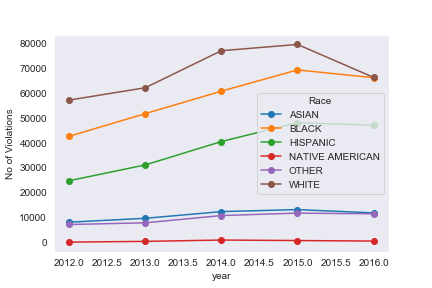 80000
70000
60000
50000
40000
30000
20000
10000
0
No of Violations
Race
ASIAN
BLACK
HISPANIC
NATIVE AMERICAN
OTHER
WHITE
2012.0 2012.5 2013.0 2013.5 2014.0 2014.5 2015.0 2015.5 2016.0
year